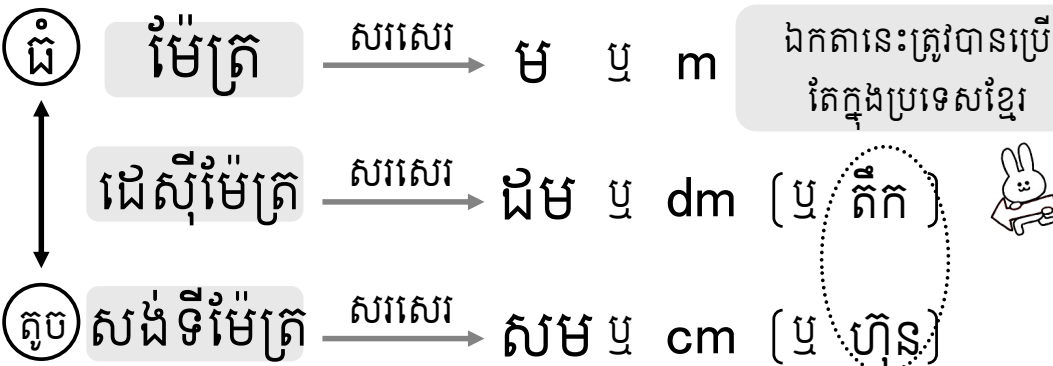 ធំ ម៉ែត្រ សរសេរ ម ឬ m
ឯកតានេះត្រូវបានប្រើ
តែក្នុងប្រទេសខ្មែរ
ដេស៊ីម៉ែត្រ សរសេរ ដម ឬ dm (ឬ តឹក)
តូច សង់ទីម៉ែត្រ សរសេរ សម ឬ cm (ឬ ហ៊ុន)